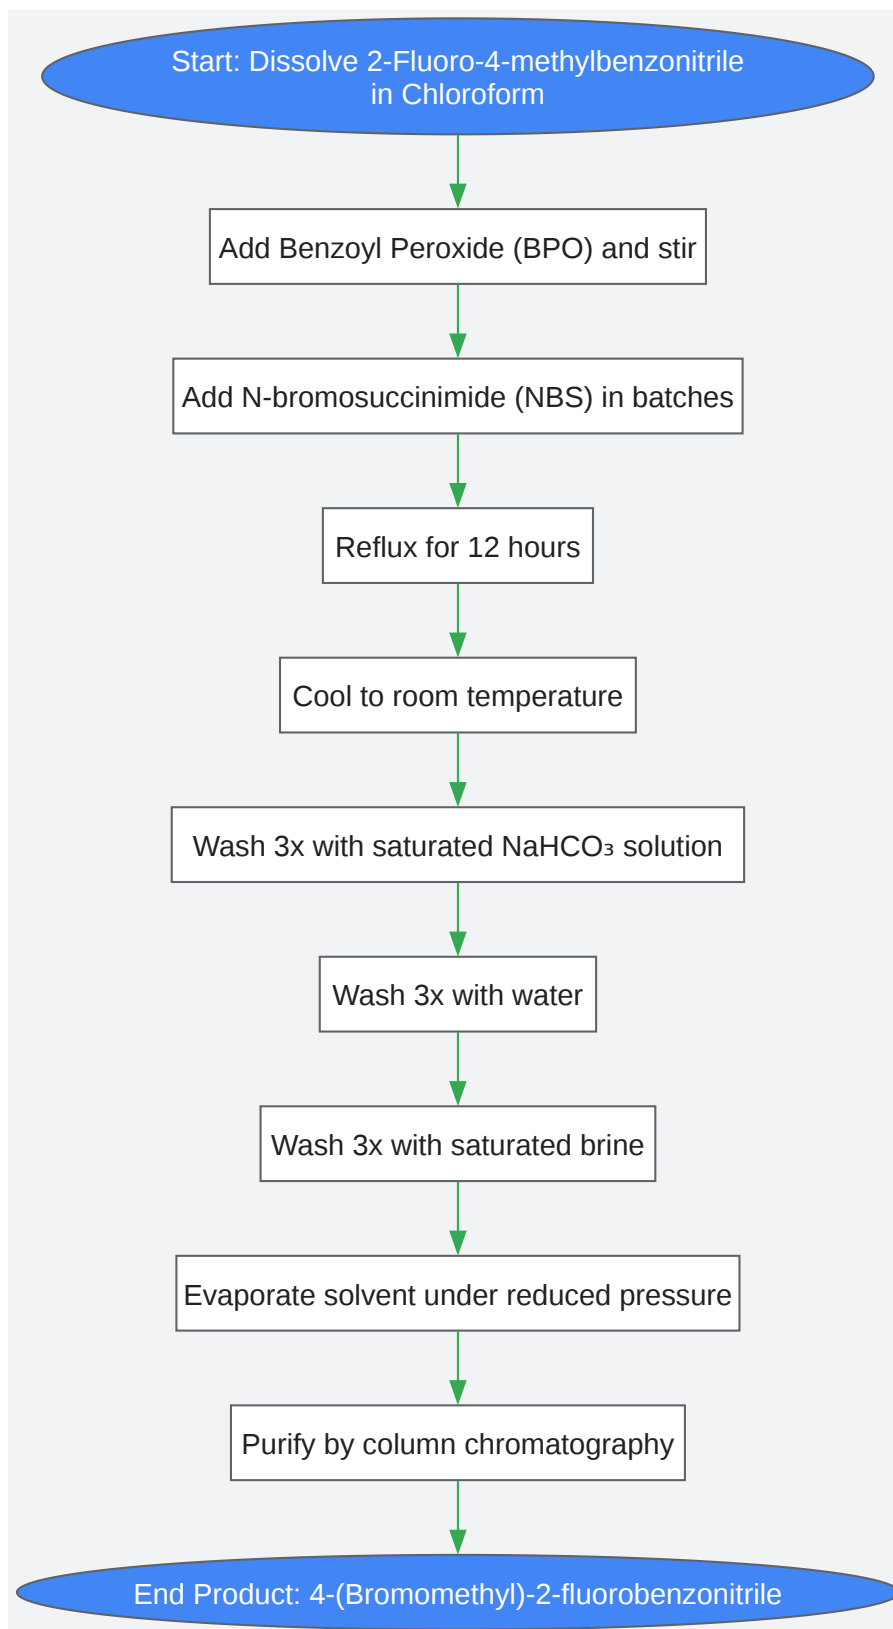 Start: Dissolve 2-Fluoro-4-methylbenzonitrile
in Chloroform
Add Benzoyl Peroxide (BPO) and stir
Add N-bromosuccinimide (NBS) in batches
Reflux for 12 hours
Cool to room temperature
Wash 3x with saturated NaHCO₃ solution
Wash 3x with water
Wash 3x with saturated brine
Evaporate solvent under reduced pressure
Purify by column chromatography
End Product: 4-(Bromomethyl)-2-fluorobenzonitrile